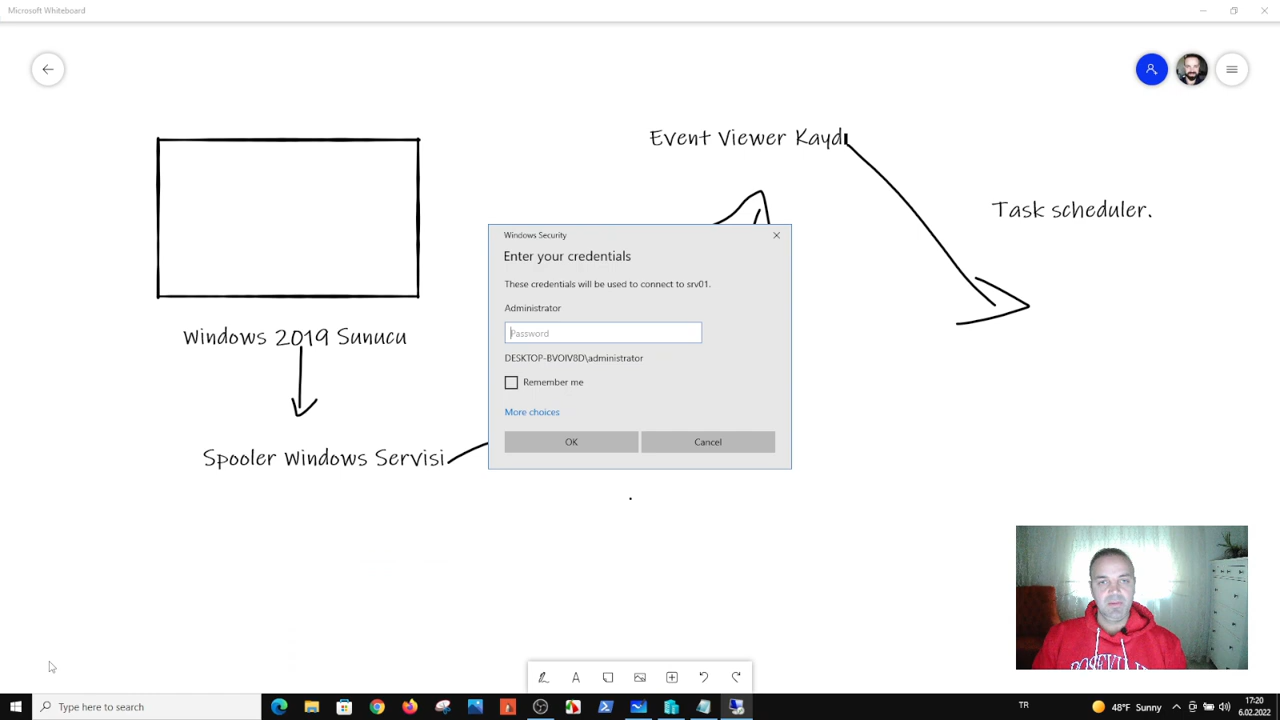 Microsoft Whiteboard
Event Viewer Kaydı
Task scheduler.
Windows Security
Enter your credentials
These credentials will be used to connect to srv01.
Administrator
Password
DESKTOP-BVOIV8D\administrator
Remember me
More choices
OK
Cancel
Windows 2019 Sunucu
Spooler Windows Servisi
A
Type here to search
TR
48°F Sunny
17:20
6.02.2022